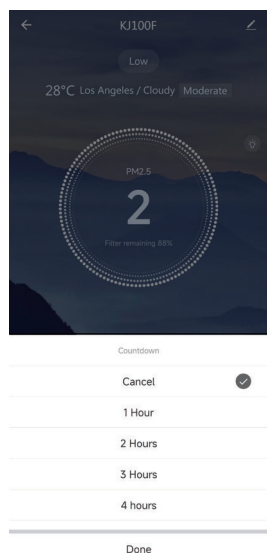 KJ100F
Low
28°C Los Angeles / Cloudy Moderate
PM2.5
2
Filter remaining 68%
Countdown
Cancel
1 Hour
2 Hours
3 Hours
4 hours
Done